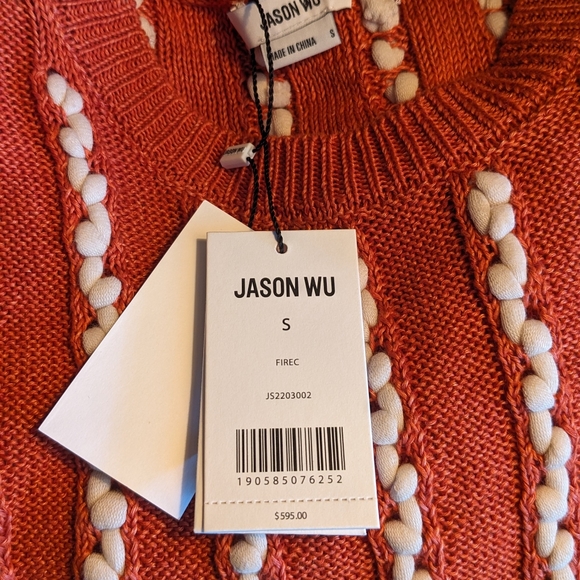 JASON WU
MADE IN CHINA
S
JASON WU
S
FIREC
JS2203002
190585076252
$595.00